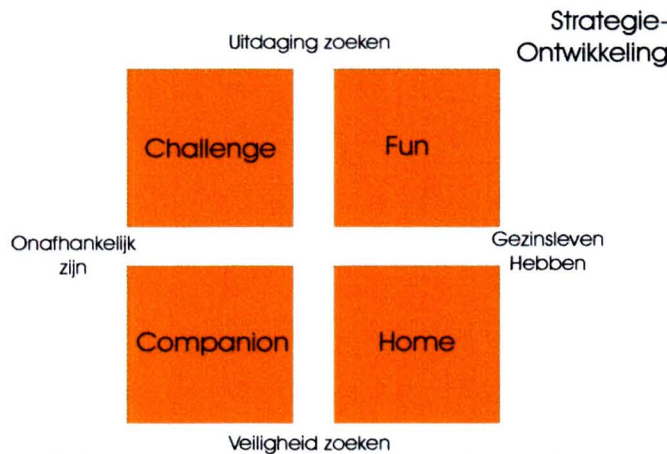 Strategie-
Ontwikkeling
Uitdaging zoeken
Challenge
Fun
Onafhankelijk
zijn
Gezinsleven
Hebben
Companion
Home
Veiligheid zoeken